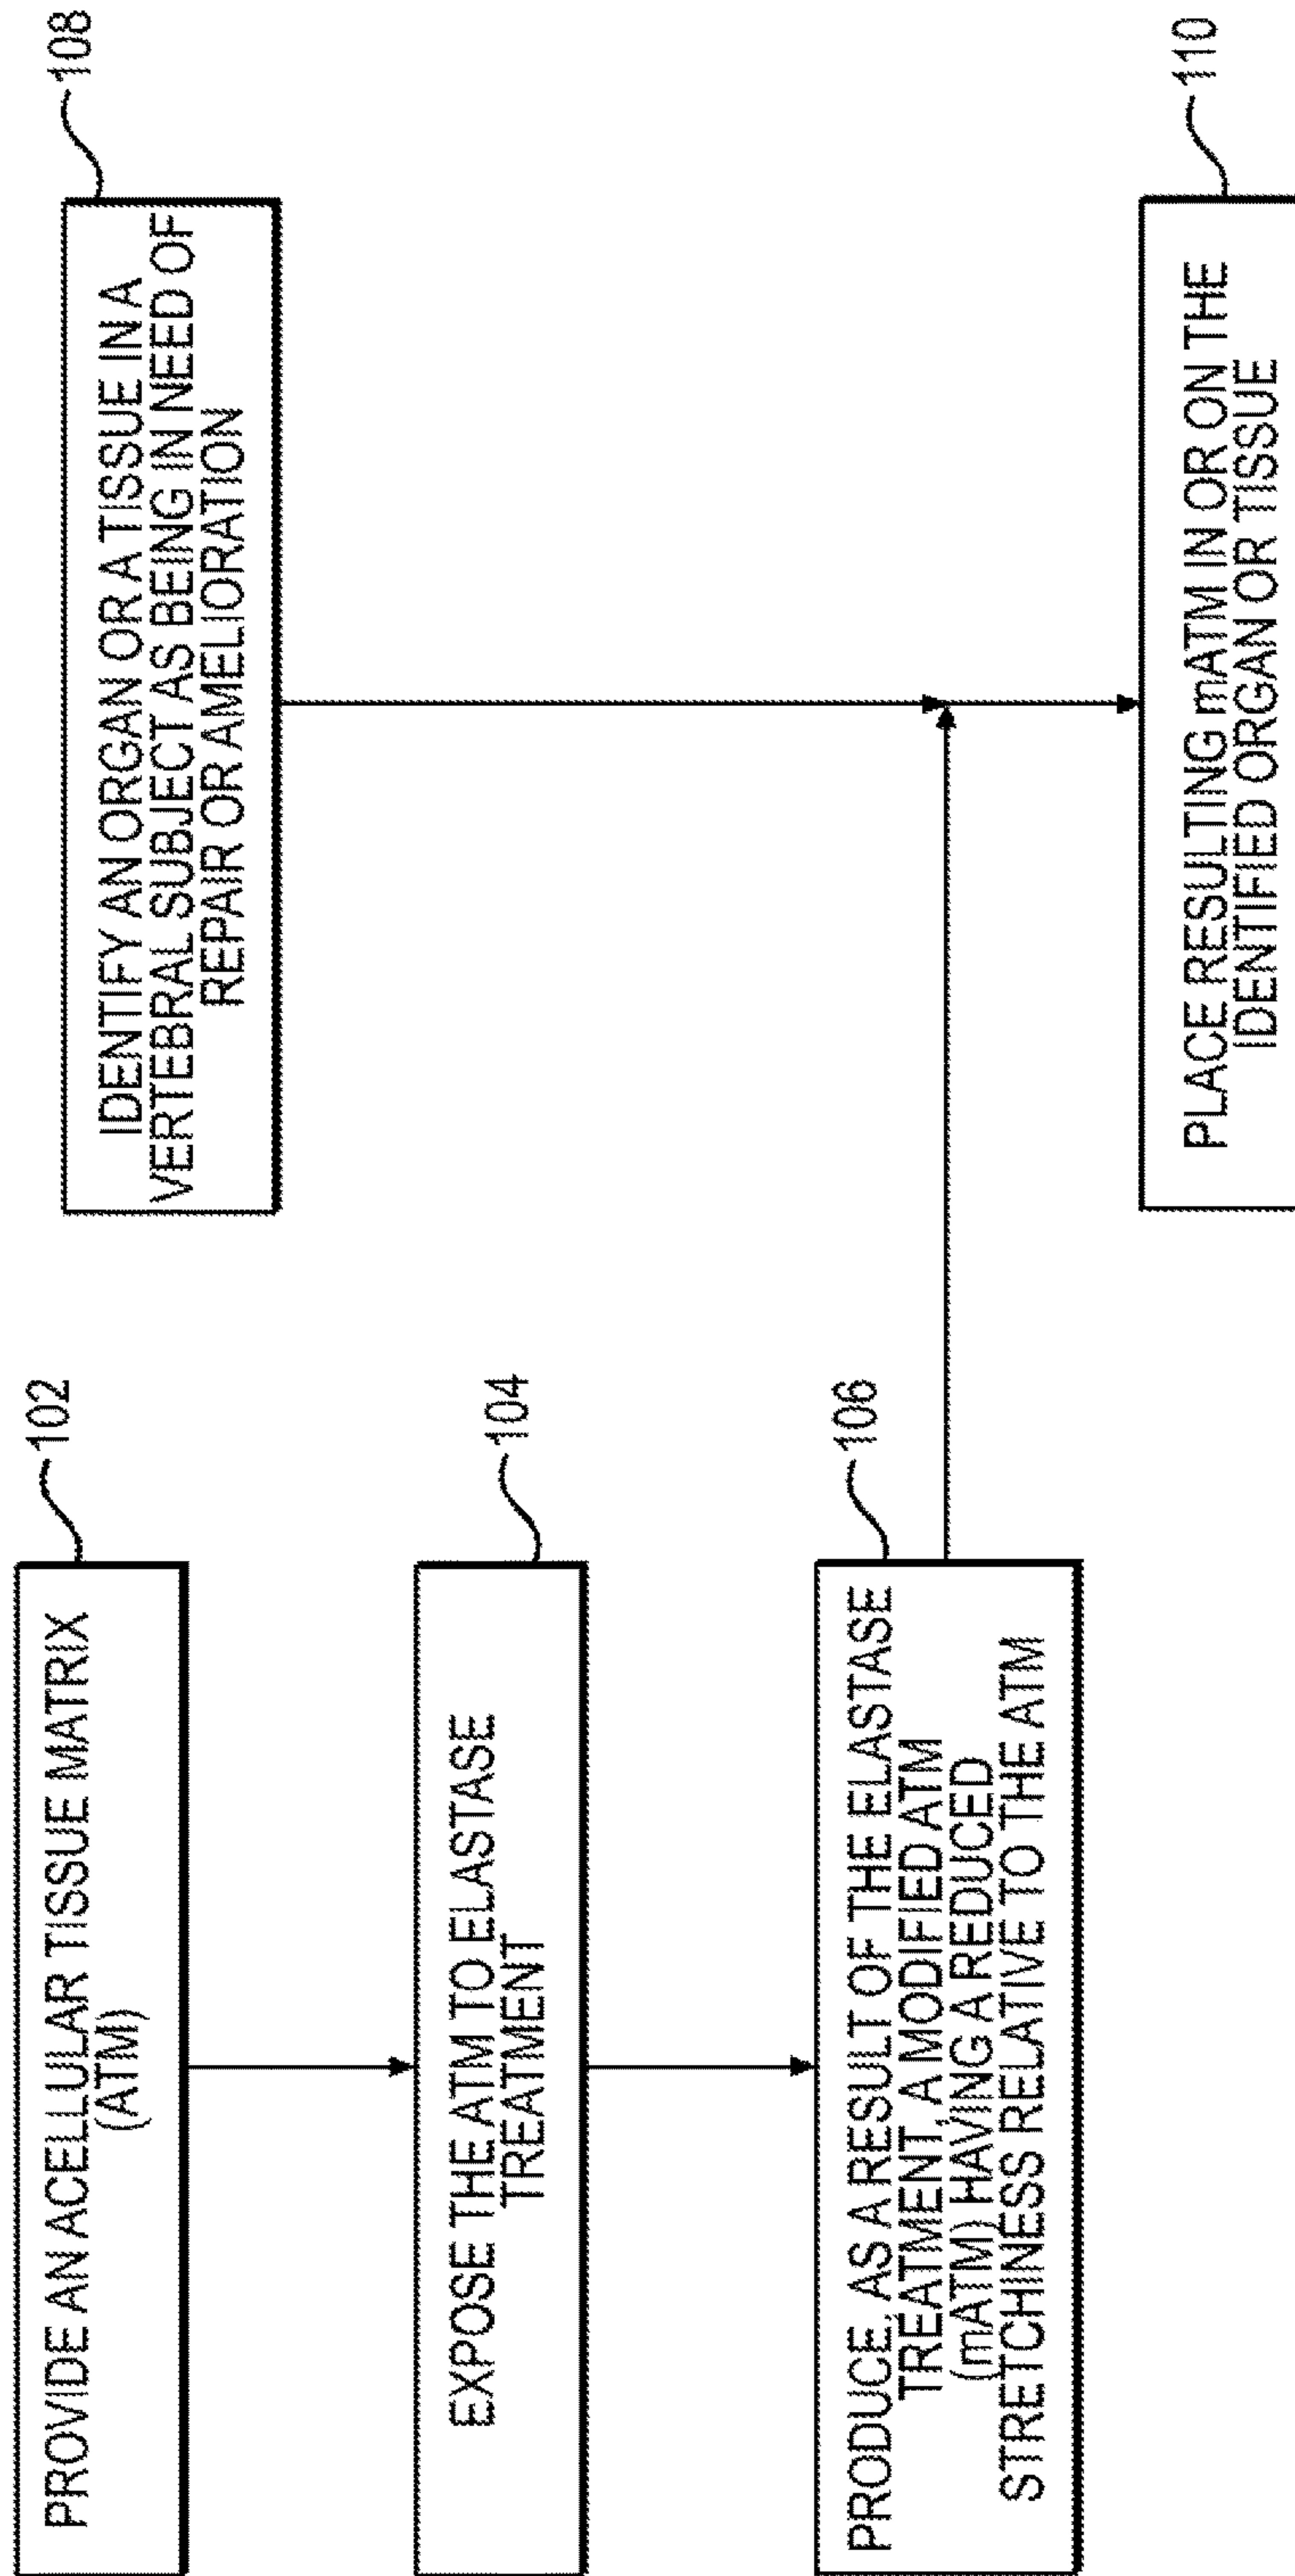 PROVIDE AN ACELLULAR TISSUE MATRIX
(ATM)
102
EXPOSE THE ATM TO ELASTASE
TREATMENT
104
PRODUCE, AS A RESULT OF THE ELASTASE
TREATMENT, A MODIFIED ATM
(mATM) HAVING A REDUCED
STRETCHINESS RELATIVE TO THE ATM
106
IDENTIFY AN ORGAN OR A TISSUE IN A
VERTEBRAL SUBJECT AS BEING IN NEED OF
REPAIR OR AMELIORATION
108
PLACE RESULTING mATM IN OR ON THE
IDENTIFIED ORGAN OR TISSUE
110